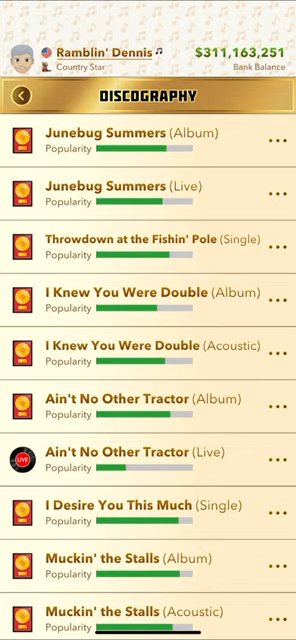 Ramblin' Dennis
$311,163,251
Country Star
Bank Balance
DISCOGRAPHY
Junebug Summers (Album)
Popularity
Junebug Summers (Live)
Popularity
Throwdown at the Fishin' Pole (Single)
Popularity
I Knew You Were Double (Album)
Popularity
I Knew You Were Double (Acoustic)
Popularity
Ain't No Other Tractor (Album)
Popularity
LIVE
Ain't No Other Tractor (Live)
Popularity
I Desire You This Much (Single)
Popularity
Muckin' the Stalls (Album)
Popularity
Muckin' the Stalls (Acoustic)
Popularity